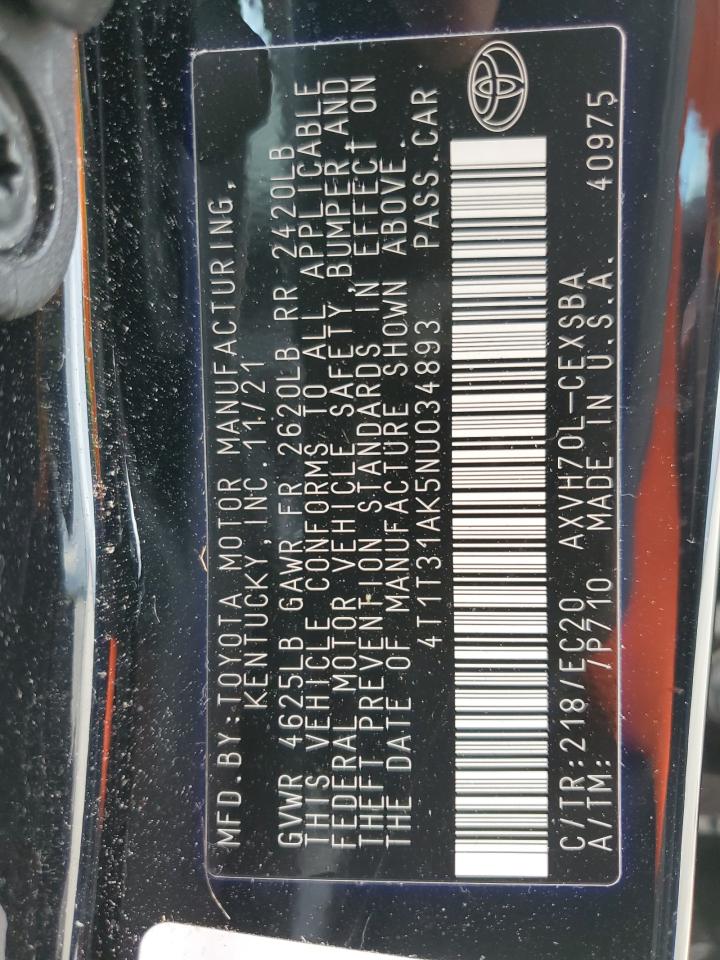 MFD.BY:TOYOTA MOTOR MANUFACTURING,
KENTUCKY,INC.11/21
GVWR 4625LB GAWR FR 2620LB RR 2420LB
THIS VEHICLE CONFORMS TO ALL APPLICABLE
FEDERAL MOTOR VEHICLE SAFETY,BUMPER,AND
THEFT PREVENTION STANDARDS IN EFFECT ON
THE DATE OF MANUFACTURE SHOWN ABOVE.
4T1T31AK5NU034893 PASS.CAR
C/TR:218/EC20 AXVH70L-CEXSBA 40975
A/TM: /P710 MADE IN U.S.A.